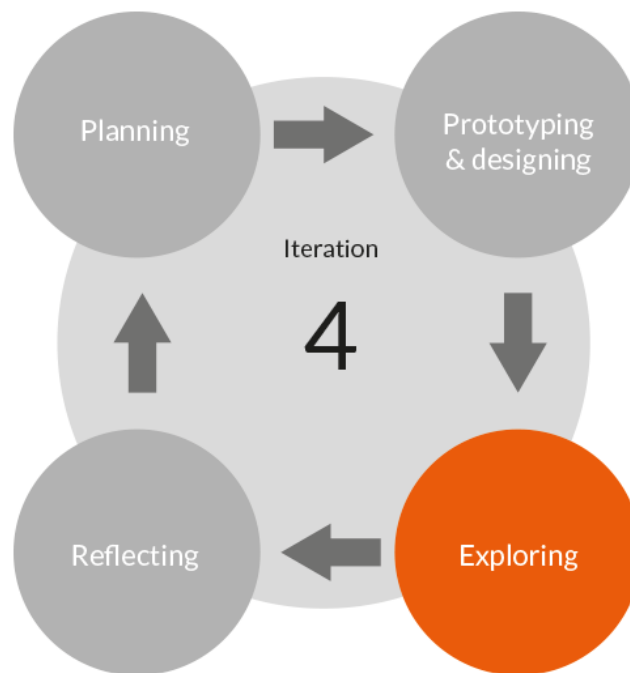 Planning
Prototyping
& designing
Iteration
4
Reflecting
Exploring